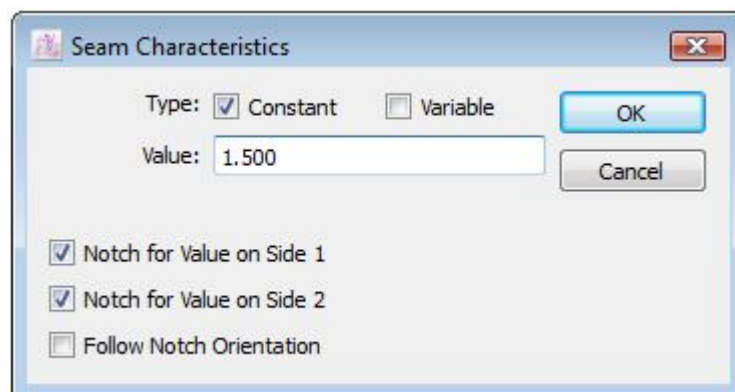 Seam Characteristics
Type: Constant Variable OK
Value: 1.500 Cancel
Notch for Value on Side 1
Notch for Value on Side 2
Follow Notch Orientation